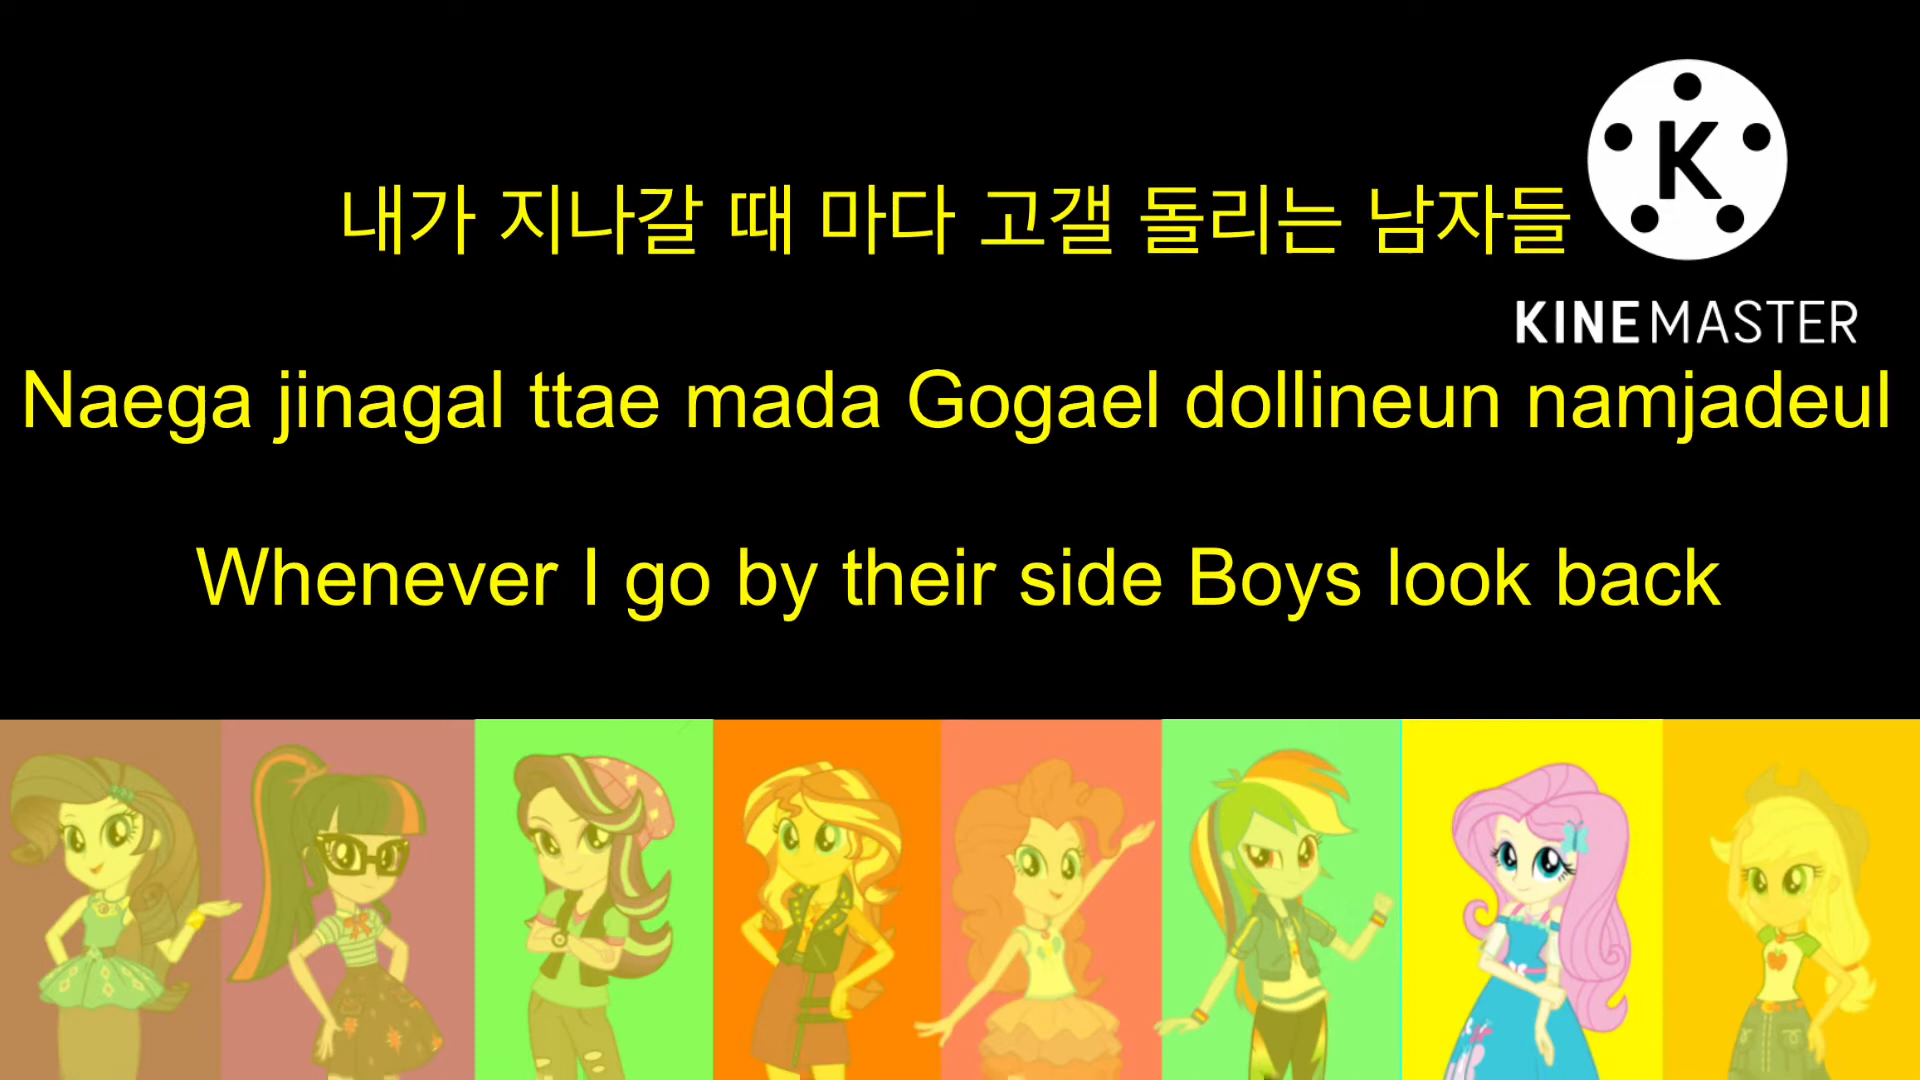 내가 지나갈 때 마다 고갤 돌리는 남자들
K
KINEMASTER
Naega jinagal ttae mada Gogael dollineun namjadeul
Whenever I go by their side Boys look back